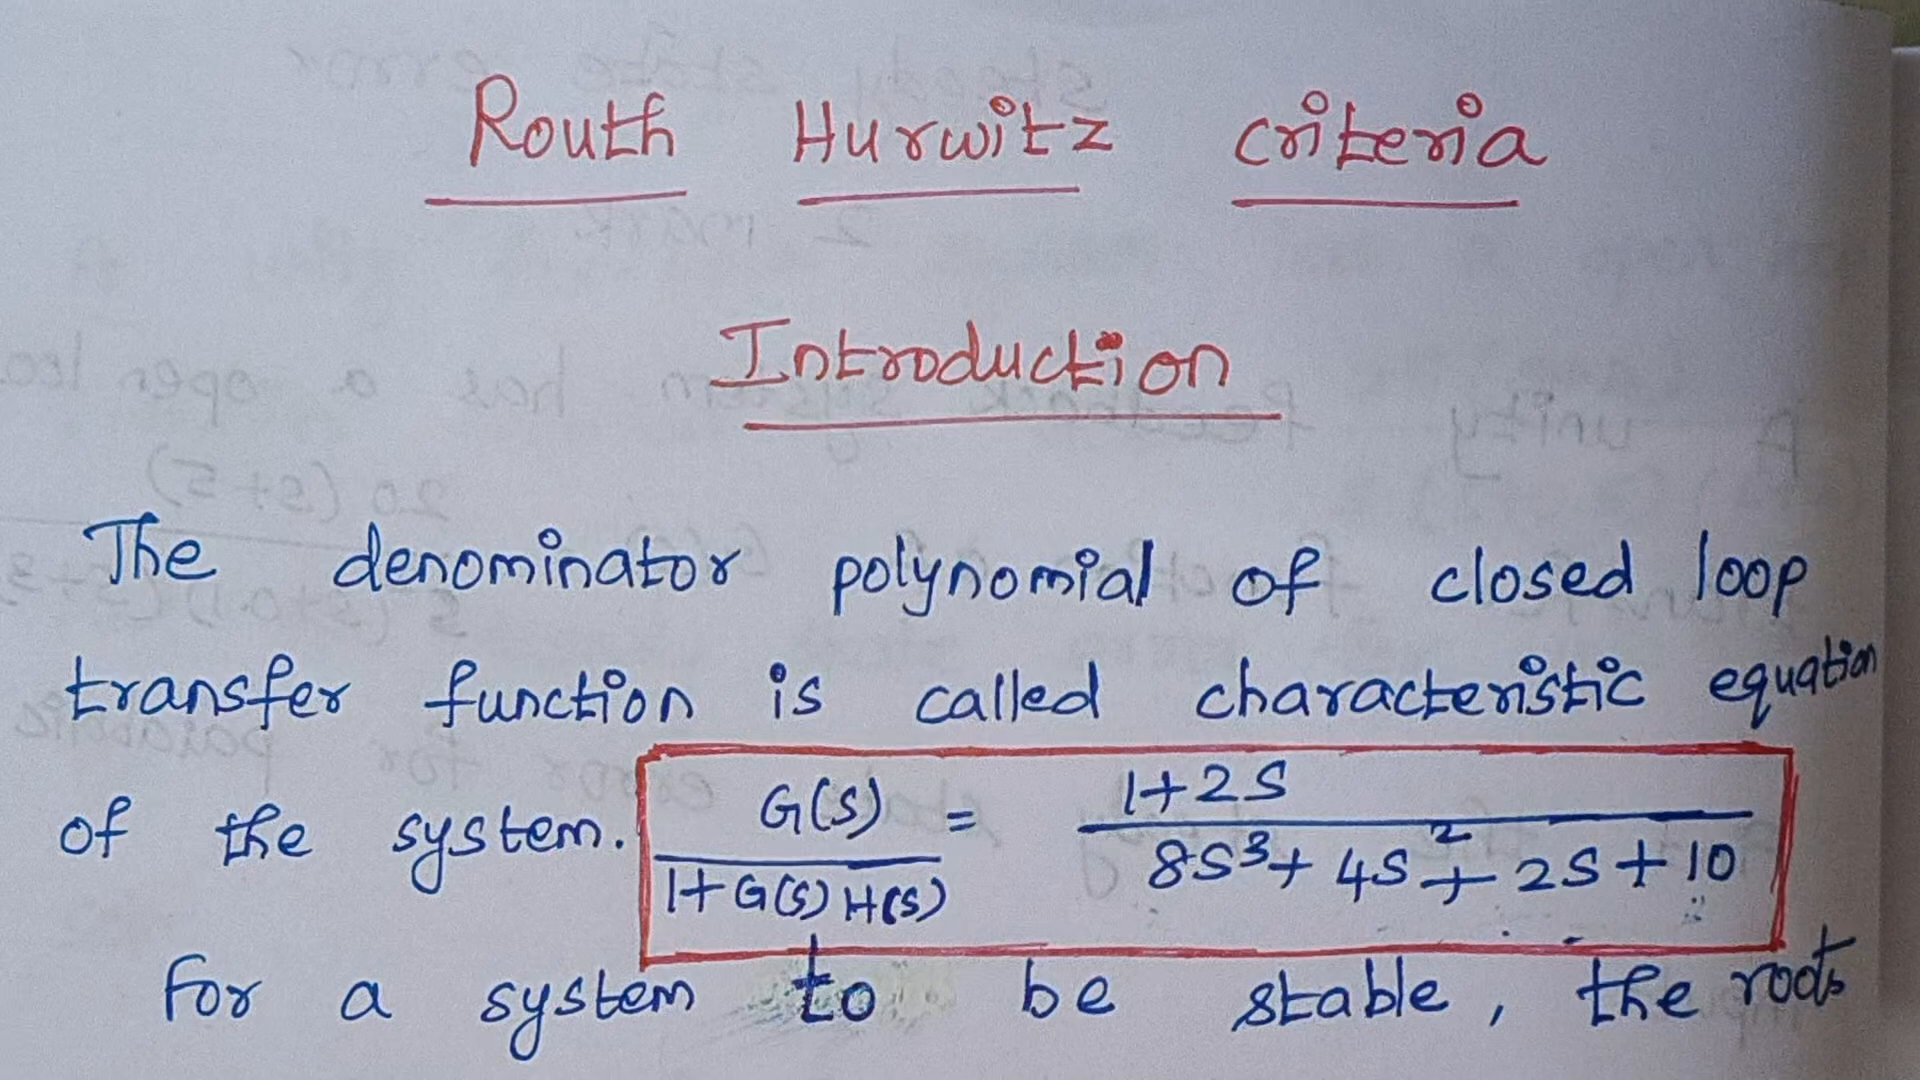 Routh Hurwitz criteria
Introduction
The denominator polynomial of closed loop
transfer function is called characteristic equation
of the system. G(S) / 1+G(S)H(S) = 1+2S / 8S³+4S²+2S+10
For a system to be stable, the roots